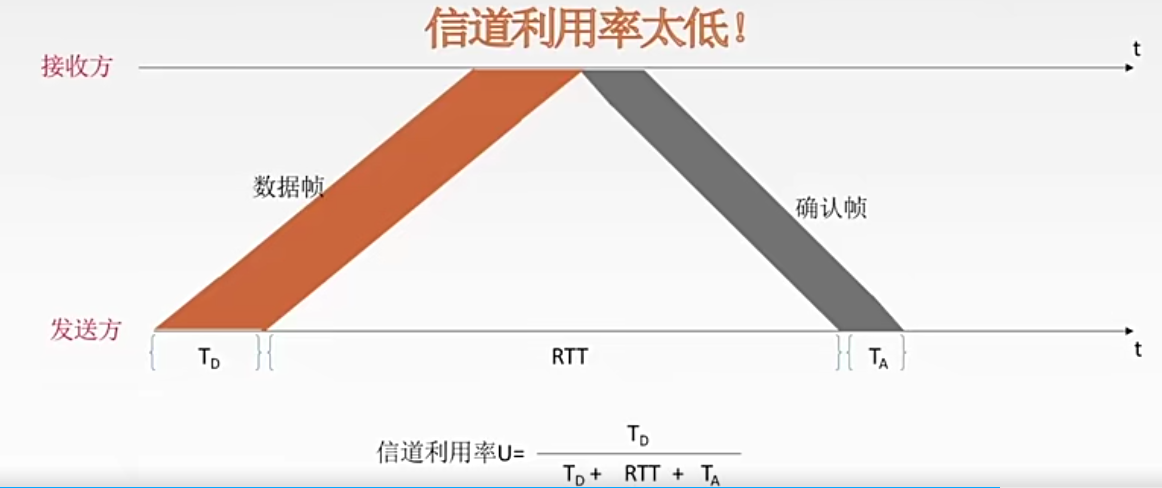 信道利用率太低！
接收方
t
数据帧
确认帧
发送方
t
T_D
RTT
T_A
信道利用率U=
T_D
T_D + RTT + T_A